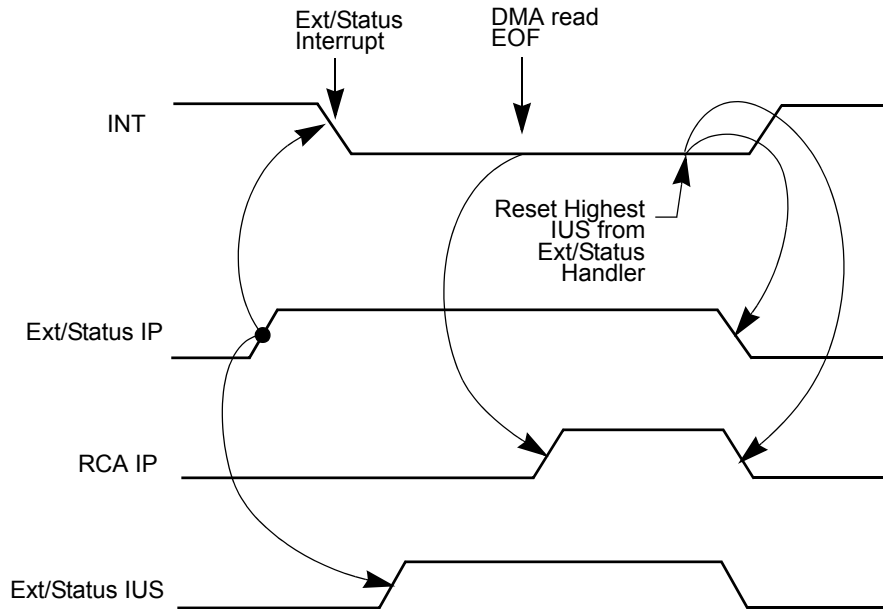 Ext/Status
Interrupt
DMA read
EOF
INT
Reset Highest
IUS from
Ext/Status
Handler
Ext/Status IP
RCA IP
Ext/Status IUS